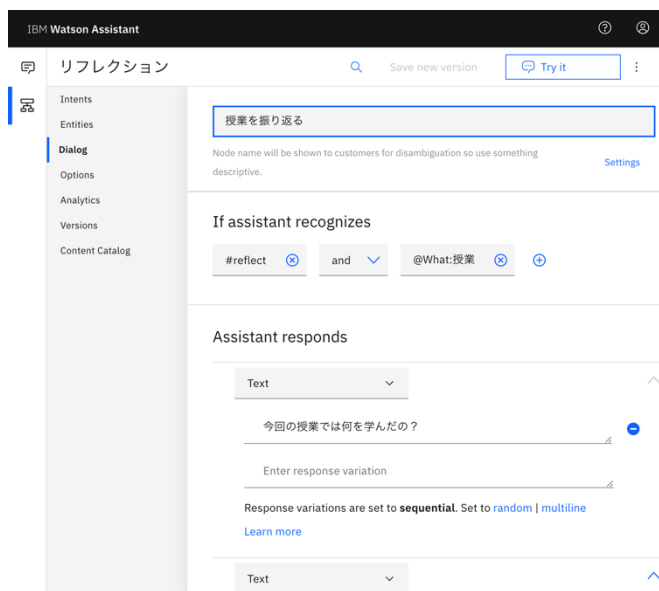 IBM Watson Assistant
リフレクション
Save new version
Try it
Intents
Entities
Dialog
Options
Analytics
Versions
Content Catalog
授業を振り返る
Node name will be shown to customers for disambiguation so use something
descriptive.
Settings
If assistant recognizes
#reflect
and
@What:授業
Assistant responds
Text
今回の授業では何を学んだの？
Enter response variation
Response variations are set to sequential. Set to random | multiline
Learn more
Text